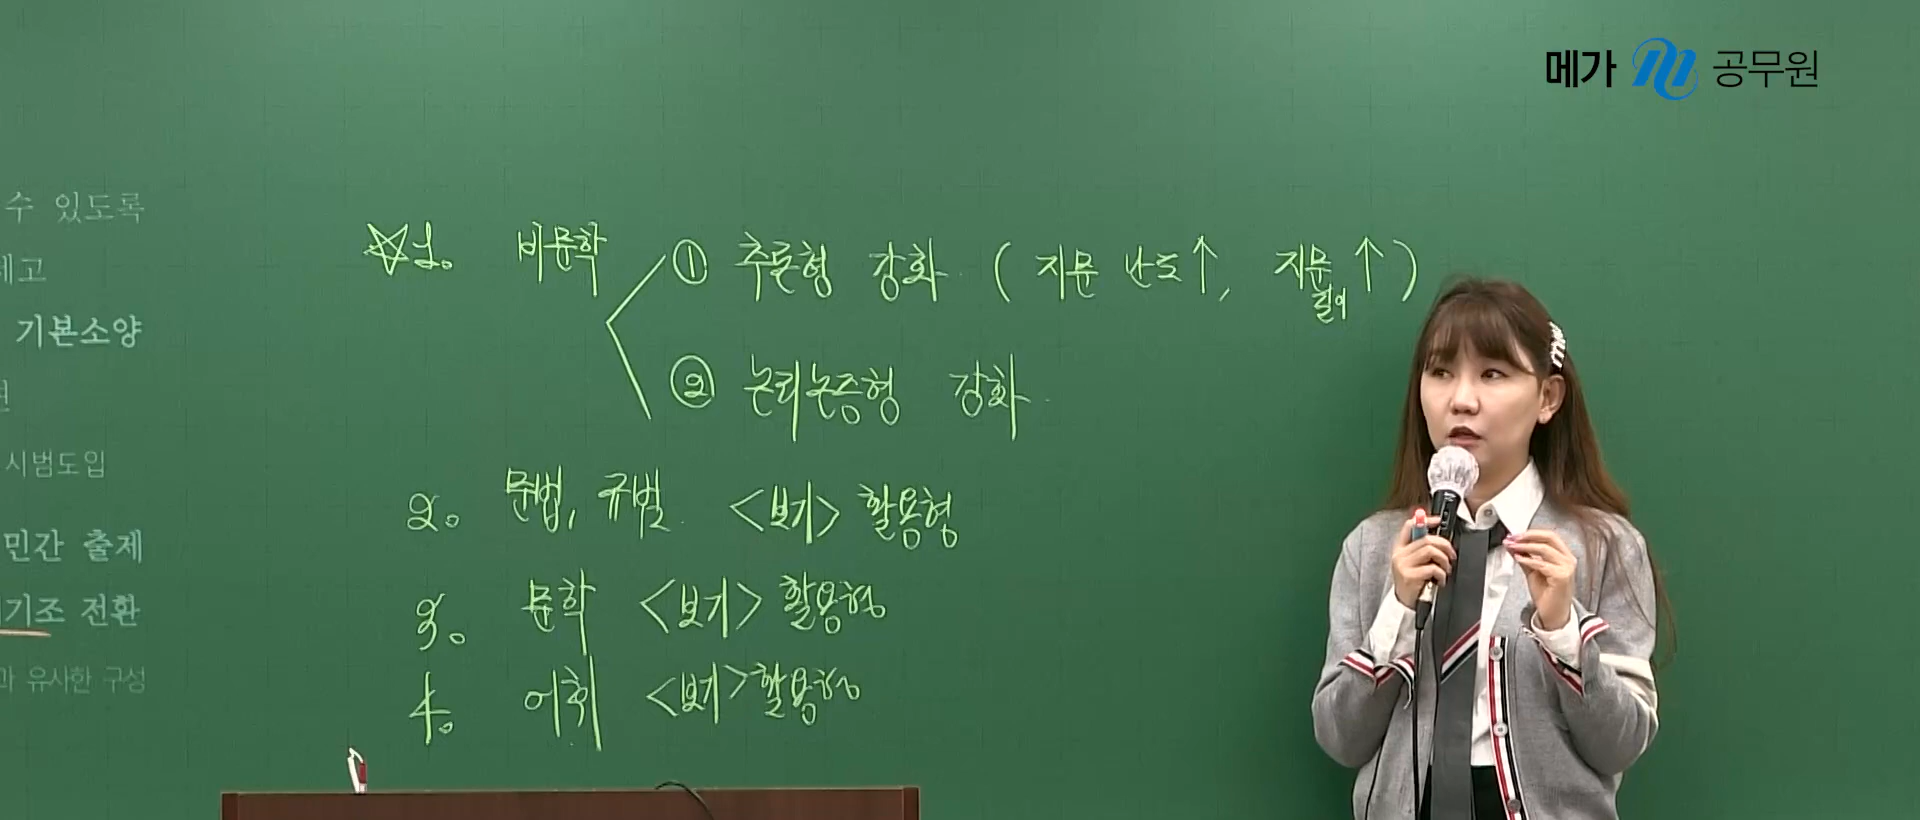 메가 공무원
수 있도록
기본소양
시범도입
민간 출제
기조 전환
과 유사한 구성
☆1. 비문학
① 추론형 강화 (지문 난도↑, 지문 길이↑)
② 논리논증형 강화
2. 문법, 규범 <보기> 활용형
3. 문학 <보기> 활용형
4. 어휘 <보기> 활용형